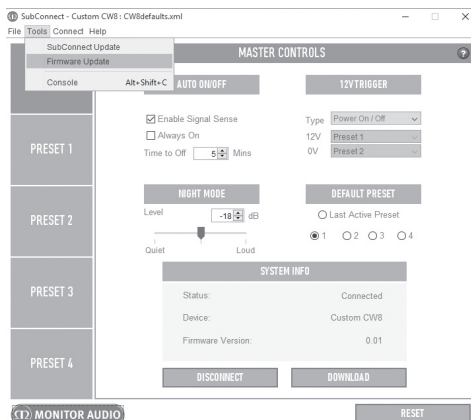 SubConnect - Custom CW8 : CW8defaults.xml
File Tools Connect Help
SubConnect Update
Firmware Update
Console Alt+Shift+C
MASTER CONTROLS
?
AUTO ON/OFF
Enable Signal Sense
Always On
Time to Off 5 Mins
12V TRIGGER
Type Power On / Off
12V Preset 1
0V Preset 2
PRESET 1
PRESET 2
PRESET 3
PRESET 4
NIGHT MODE
Level -18 dB
Quiet Loud
DEFAULT PRESET
Last Active Preset
1 2 3 4
SYSTEM INFO
Status: Connected
Device: Custom CW8
Firmware Version: 0.01
DISCONNECT DOWNLOAD
MONITOR AUDIO
RESET